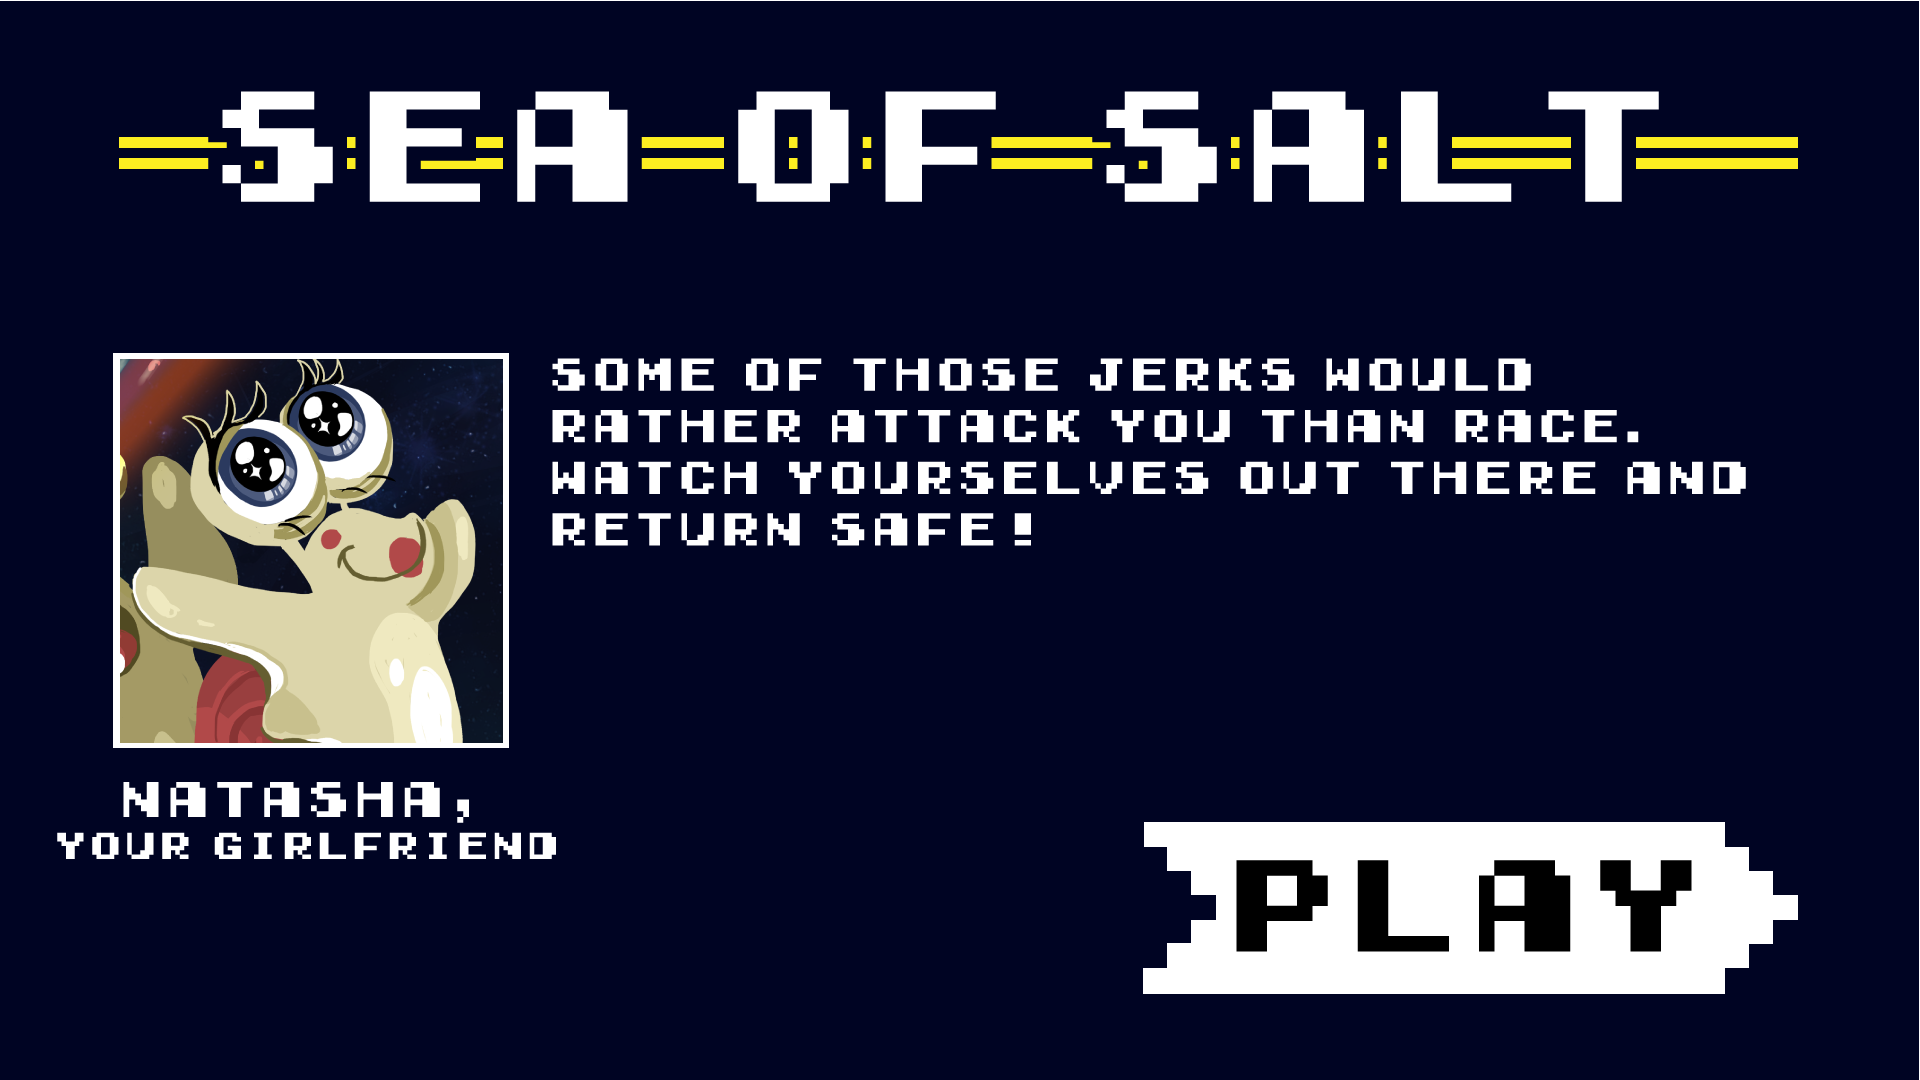 SEA OF SALT
SOME OF THOSE JERKS WOULD
RATHER ATTACK YOU THAN RACE.
WATCH YOURSELVES OUT THERE AND
RETURN SAFE!
NATASHA,
YOUR GIRLFRIEND
PLAY